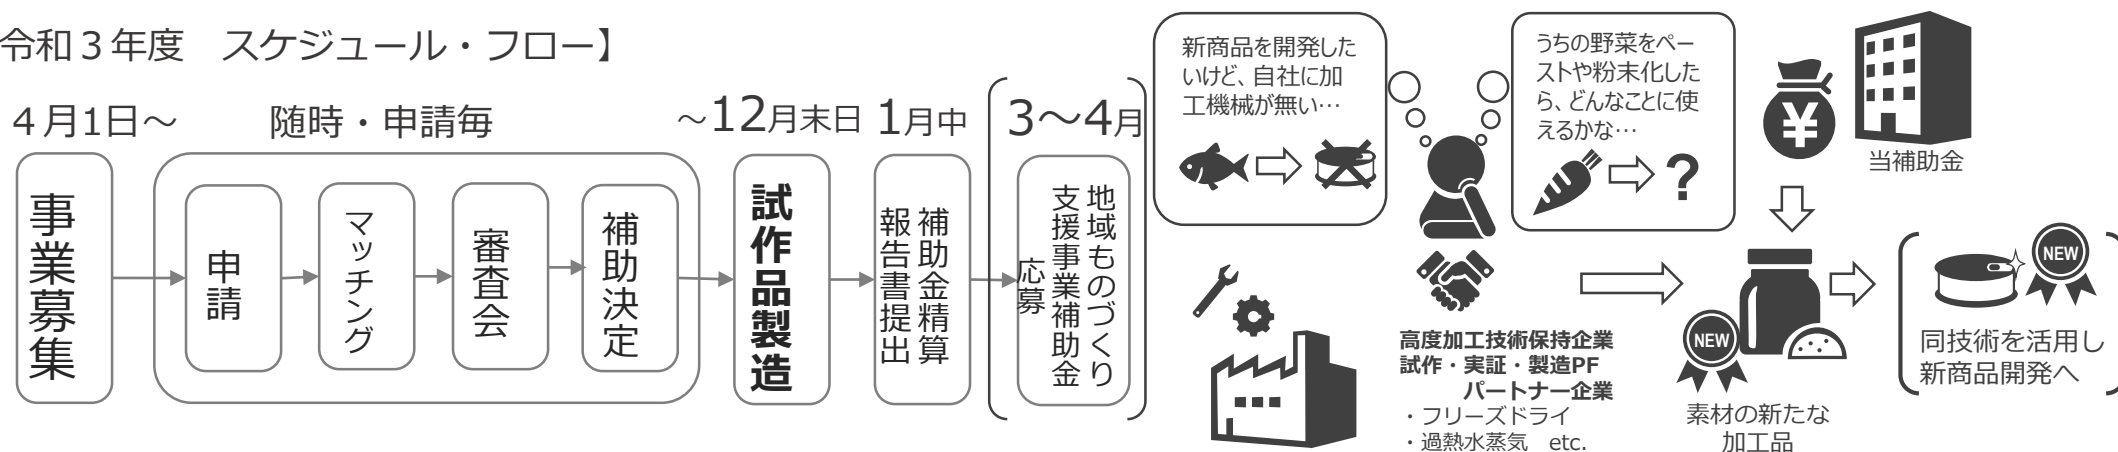 令和３年度　スケジュール・フロー】
４月1日～
随時・申請毎
～12月末日
1月中
3～4月
事業募集
申請
マッチング
審査会
補助決定
試作品製造
補助金精算
報告書提出
地域ものづくり
支援事業補助金
応募
新商品を開発した
いけど、自社に加
工機械が無い…
うちの野菜をペー
ストや粉末化した
ら、どんなことに使
えるかな…
?
¥
当補助金
高度加工技術保持企業
試作・実証・製造PF
パートナー企業
・フリーズドライ
・過熱水蒸気　etc.
NEW
素材の新たな
加工品
NEW
同技術を活用し
新商品開発へ